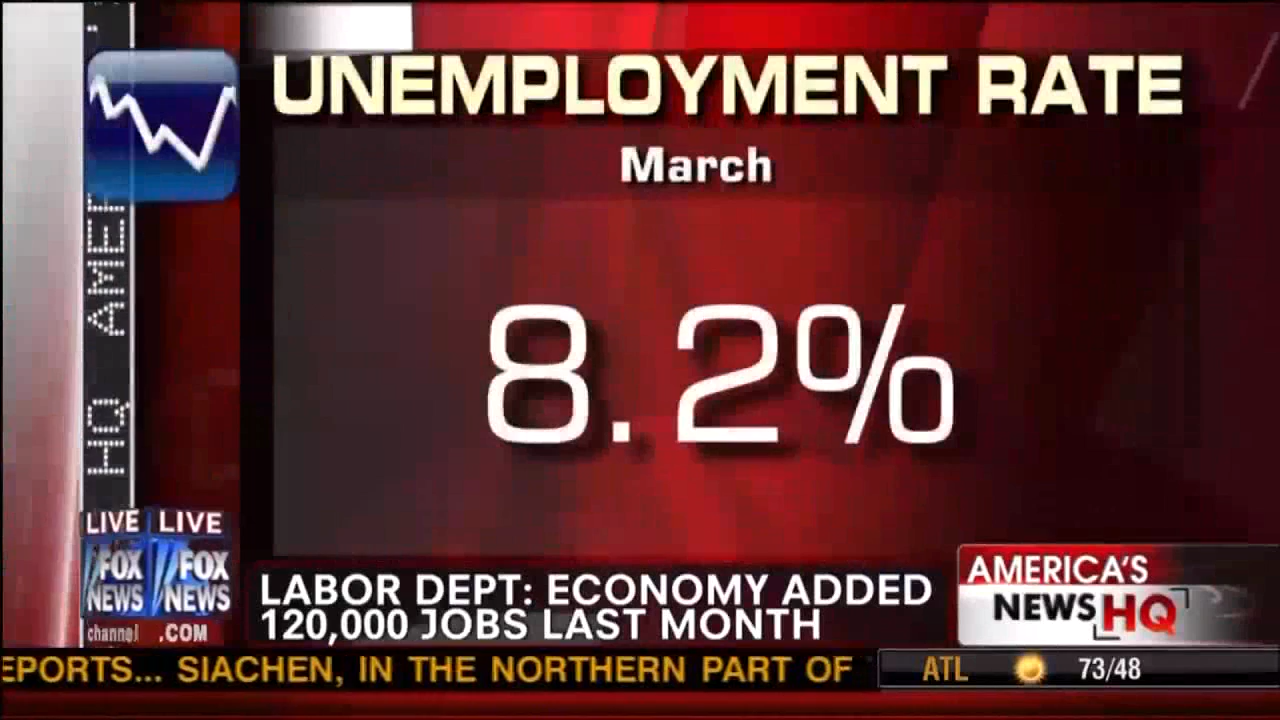 UNEMPLOYMENT RATE
March
8.2%
HQ AMER
LIVE LIVE
FOX FOX
NEWS NEWS
channel .COM
LABOR DEPT: ECONOMY ADDED
120,000 JOBS LAST MONTH
AMERICA'S
NEWS HQ
EPORTS... SIACHEN, IN THE NORTHERN PART OF
ATL 73/48